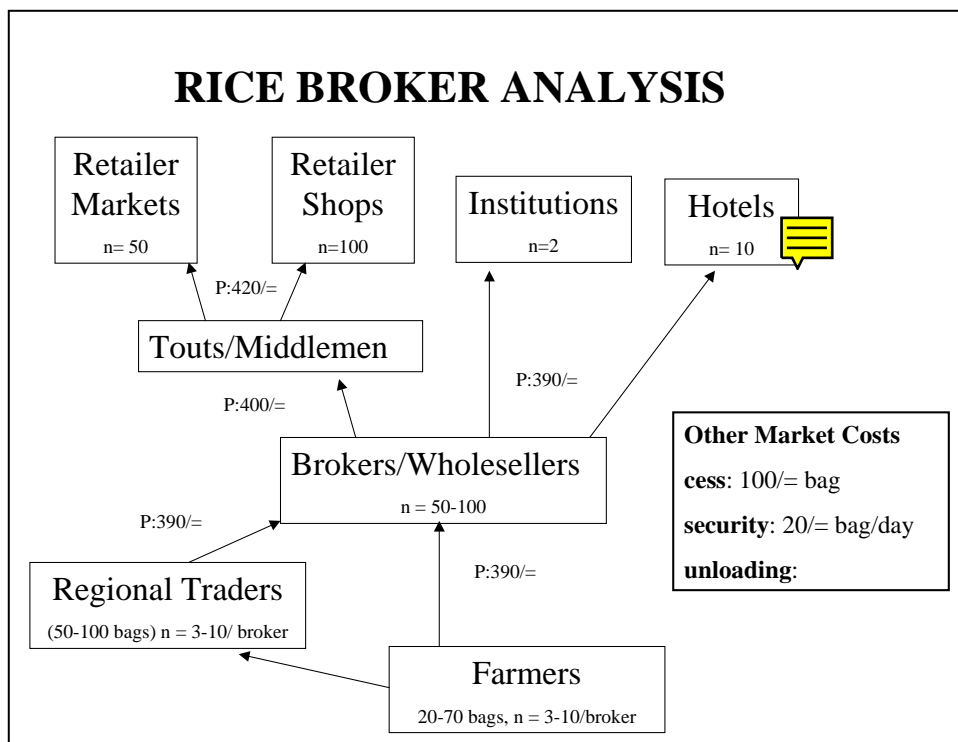 RICE BROKER ANALYSIS
Retailer
Markets
n= 50
Retailer
Shops
n=100
Institutions
n=2
Hotels
n= 10
P:420/=
Touts/Middlemen
P:390/=
P:400/=
Brokers/Wholesellers
n = 50-100
Other Market Costs
cess: 100/= bag
security: 20/= bag/day
unloading:
P:390/=
P:390/=
Regional Traders
(50-100 bags) n = 3-10/ broker
Farmers
20-70 bags, n = 3-10/broker